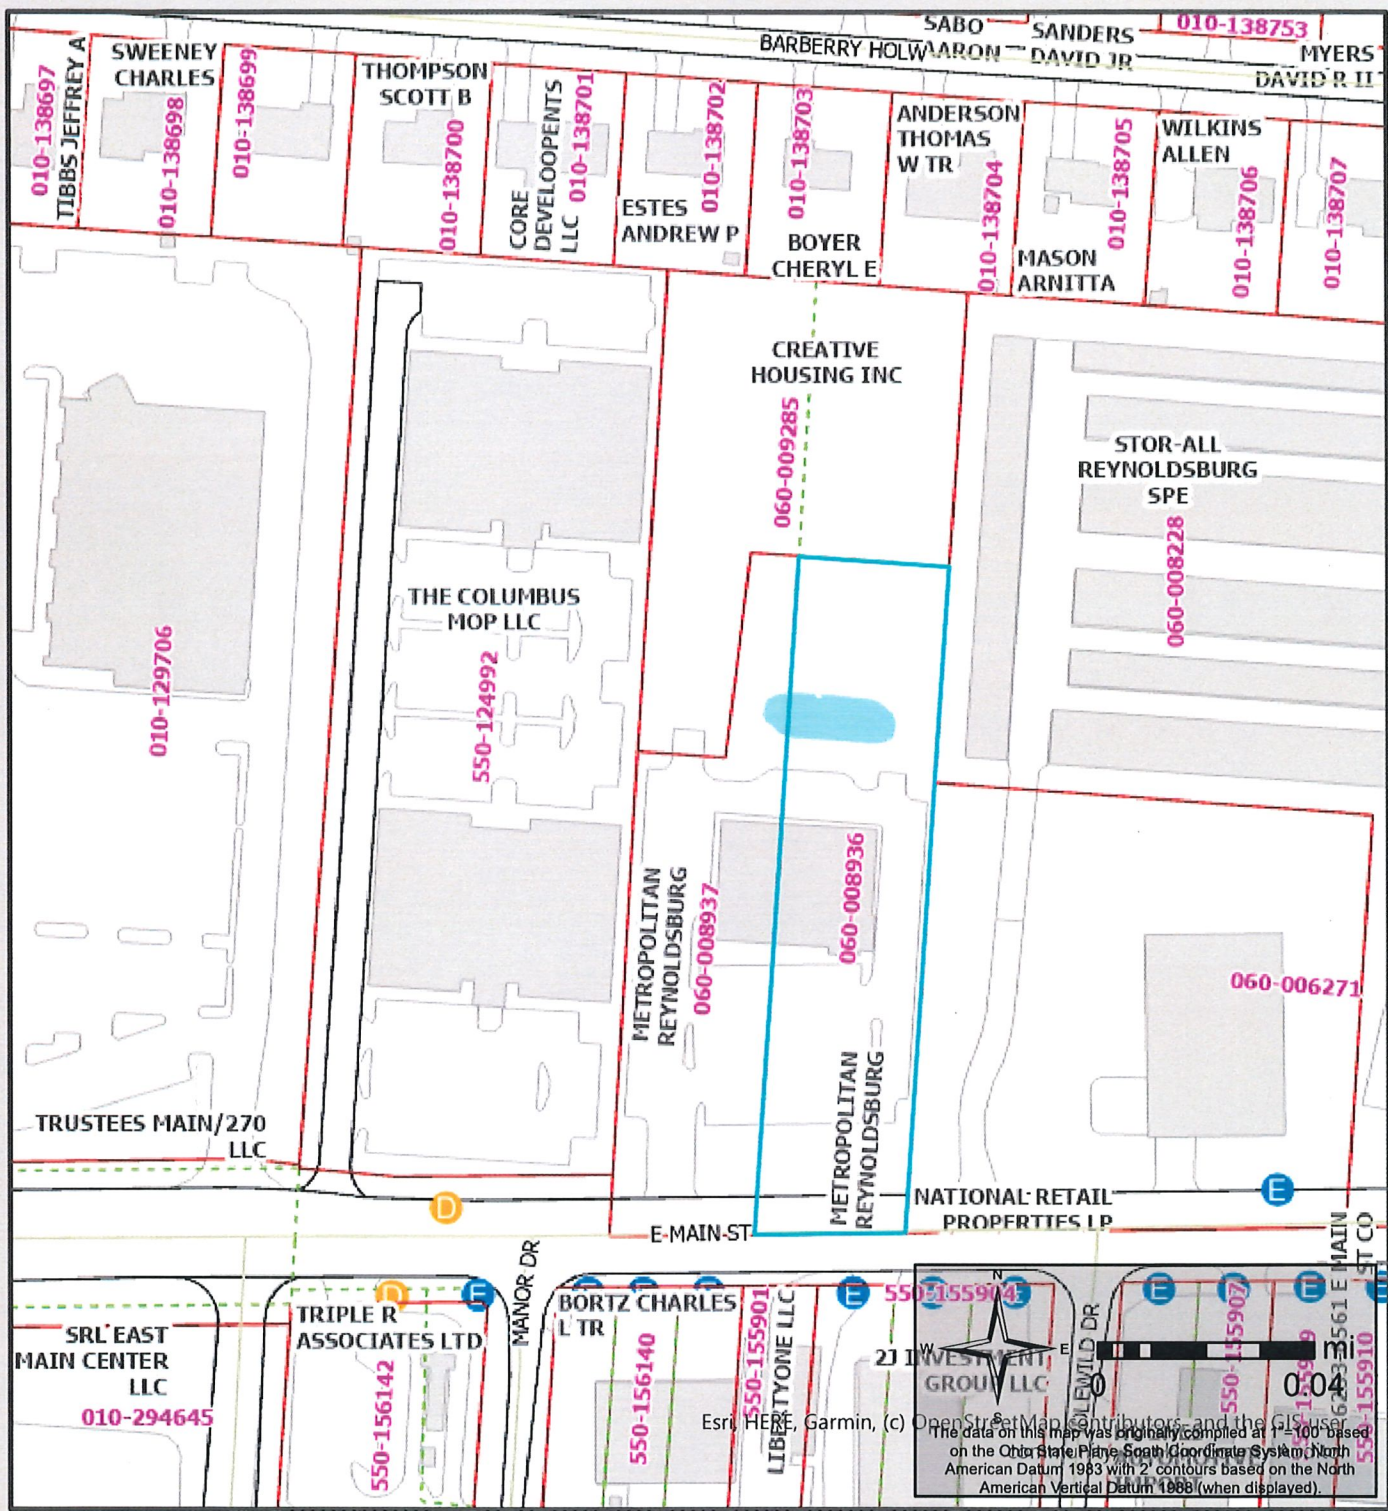 SABO
AARON
SANDERS
DAVID JR
010-138753
MYERS
DAVID R II
BARBERRY HOLW
010-138697
TIBBS JEFFREY A
SWEENEY
CHARLES
010-138698
010-138699
THOMPSON
SCOTT B
010-138700
CORE
DEVELOOPENTS
LLC
010-138701
ESTES
ANDREW P
010-138702
010-138703
BOYER
CHERYL E
ANDERSON
THOMAS
W TR
010-138704
010-138705
MASON
ARNITTA
WILKINS
ALLEN
010-138706
010-138707
CREATIVE
HOUSING INC
060-009285
STOR-ALL
REYNOLDSBURG
SPE
060-008228
THE COLUMBUS
MOP LLC
550-124992
010-129706
METROPOLITAN
REYNOLDSBURG
060-008937
060-008936
METROPOLITAN
REYNOLDSBURG
060-006271
TRUSTEES MAIN/270
LLC
D
E
NATIONAL RETAIL
PROPERTIES LP
E MAIN ST
MANOR DR
D
E
E
E
E
SRL EAST
MAIN CENTER
LLC
010-294645
TRIPLE R
ASSOCIATES LTD
550-156142
BORTZ CHARLES
L TR
550-156140
550-155901
LIBERTYONE LLC
550-155904
2J INVESTMENT
GROUP LLC
550-155907
550-155910
N
W
E
S
0
0.04
mi
Esri, HERE, Garmin, (c) OpenStreetMap contributors, and the GIS user
The data on this map was originally compiled at 1"=100' based
on the Ohio State Plane South Coordinate System, North
American Datum 1983 with 2' contours based on the North
American Vertical Datum 1988 (when displayed).